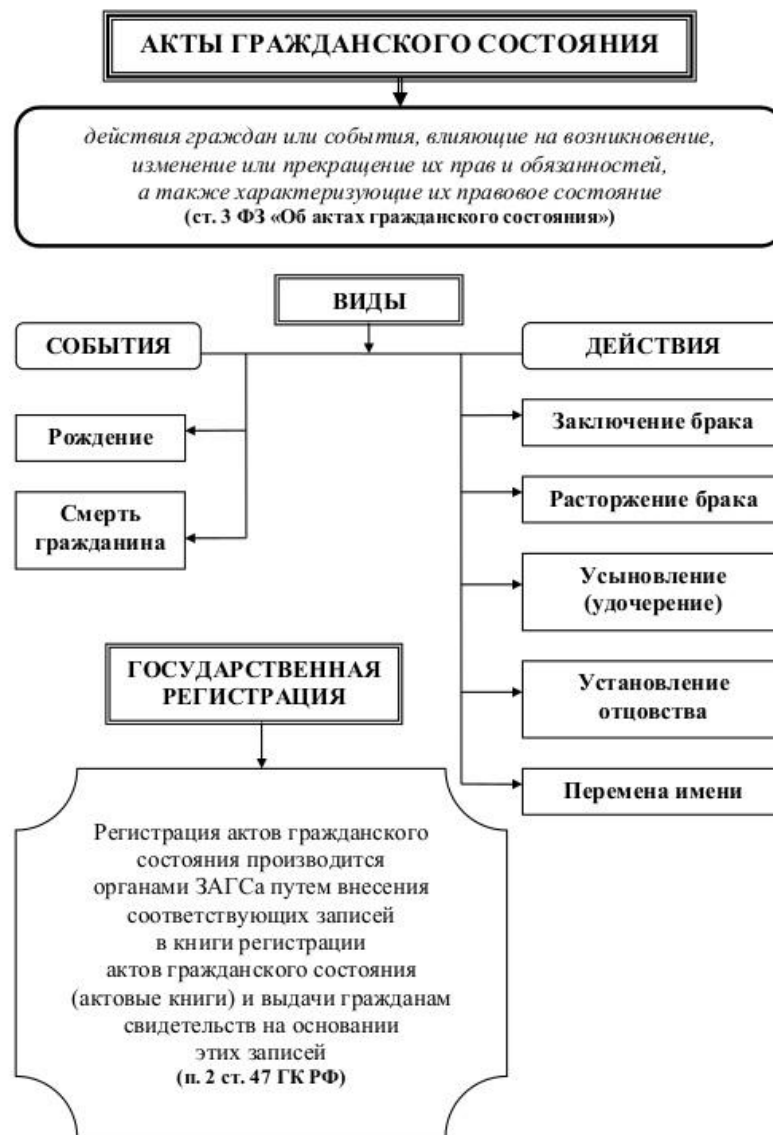 АКТЫ ГРАЖДАНСКОГО СОСТОЯНИЯ
действия граждан или события, влияющие на возникновение,
изменение или прекращение их прав и обязанностей,
а также характеризующие их правовое состояние
(ст. 3 ФЗ «Об актах гражданского состояния»)
ВИДЫ
СОБЫТИЯ
Рождение
Смерть
гражданина
ДЕЙСТВИЯ
Заключение брака
Расторжение брака
Усыновление
(удочерение)
Установление
отцовства
Перемена имени
ГОСУДАРСТВЕННАЯ
РЕГИСТРАЦИЯ
Регистрация актов гражданского
состояния производится
органами ЗАГСа путем внесения
соответствующих записей
в книги регистрации
актов гражданского состояния
(актовые книги) и выдачи гражданам
свидетельств на основании
этих записей
(п. 2 ст. 47 ГК РФ)